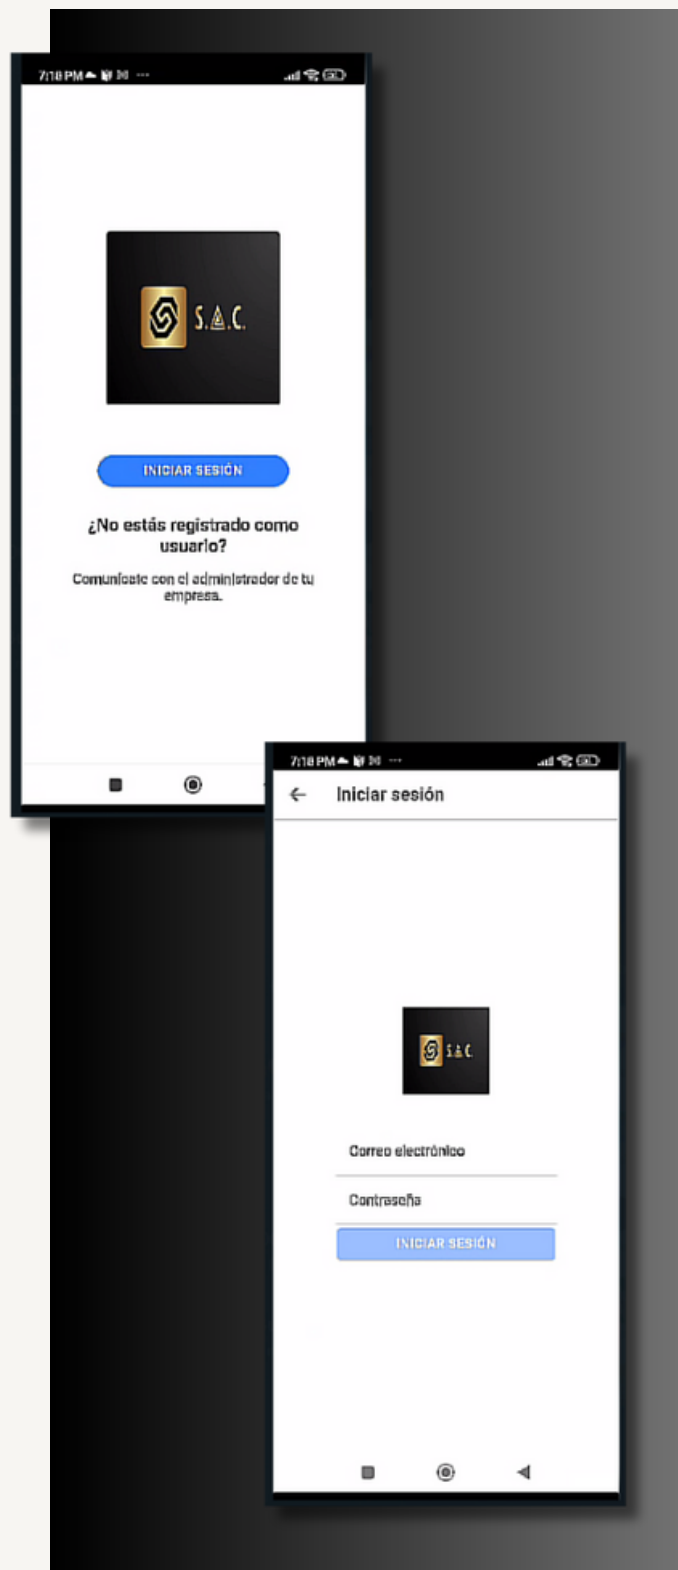 7:18 PM
S.A.C.
INICIAR SESIÓN
¿No estás registrado como
usuario?
Comunícate con el administrador de tu
empresa.
7:18 PM
Iniciar sesión
S.A.C.
Correo electrónico
Contraseña
INICIAR SESIÓN